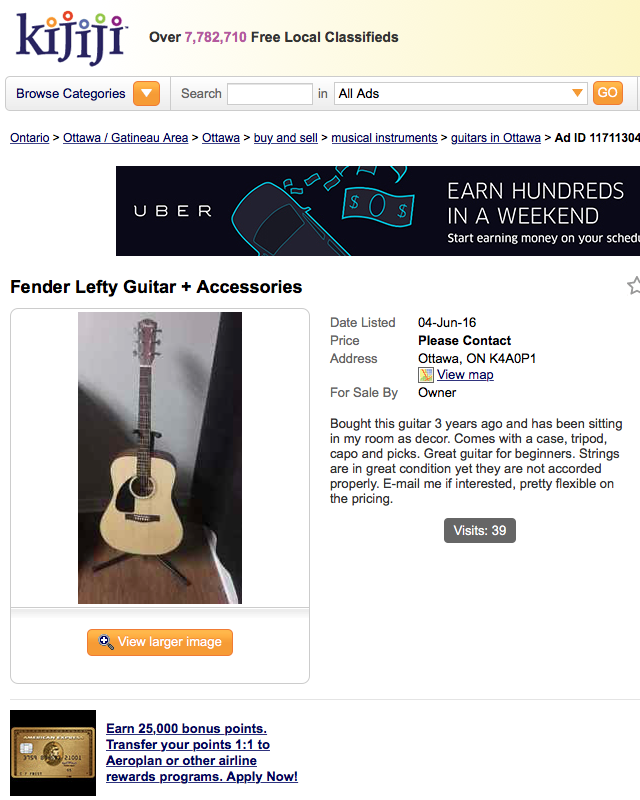 kijiji™
Over 7,782,710 Free Local Classifieds
Browse Categories
Search in All Ads GO
Ontario > Ottawa / Gatineau Area > Ottawa > buy and sell > musical instruments > guitars in Ottawa > Ad ID 11711304
UBER
EARN HUNDREDS
IN A WEEKEND
Start earning money on your schedu
Fender Lefty Guitar + Accessories
Date Listed 04-Jun-16
Price Please Contact
Address Ottawa, ON K4A0P1
View map
For Sale By Owner
Bought this guitar 3 years ago and has been sitting
in my room as decor. Comes with a case, tripod,
capo and picks. Great guitar for beginners. Strings
are in great condition yet they are not accorded
properly. E-mail me if interested, pretty flexible on
the pricing.
Visits: 39
View larger image
AMERICAN EXPRESS
Earn 25,000 bonus points.
Transfer your points 1:1 to
Aeroplan or other airline
rewards programs. Apply Now!